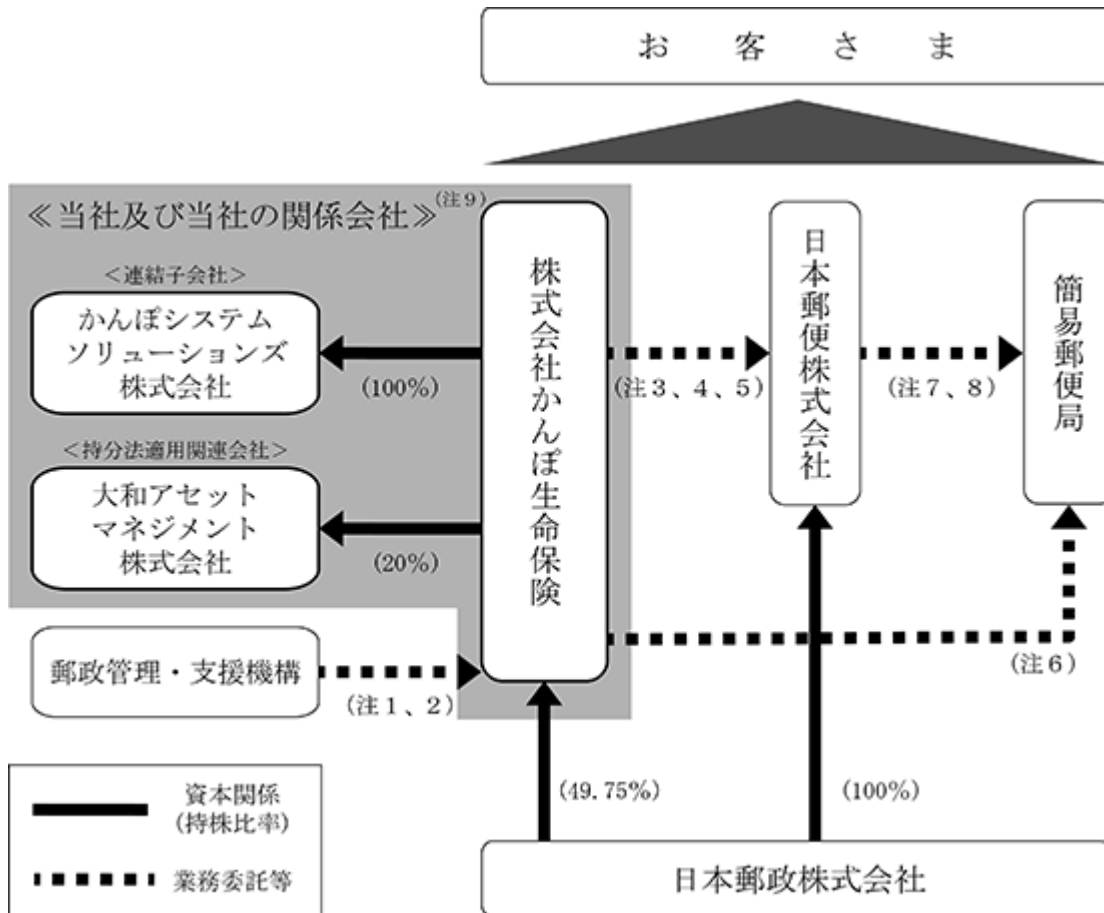 お客さま
≪当社及び当社の関係会社≫(注9)
＜連結子会社＞
かんぽシステム
ソリューションズ
株式会社
(100%)
＜持分法適用関連会社＞
大和アセット
マネジメント
株式会社
(20%)
郵政管理・支援機構
(注1、2)
株式会社かんぽ生命保険
(注3、4、5)
日本郵便株式会社
(注7、8)
簡易郵便局
(注6)
(49.75%)
(100%)
日本郵政株式会社
資本関係
(持株比率)
業務委託等